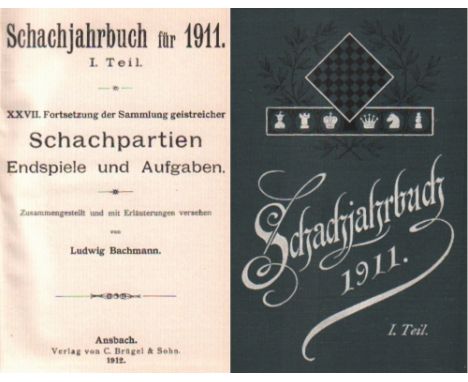 Schachjahrbuch für 1911.
I. Teil.
XXVII. Fortsetzung der Sammlung geistreicher
Schachpartien
Endspiele und Aufgaben.
Zusammengestellt und mit Erläuterungen versehen
von
Ludwig Bachmann.
Ansbach.
Verlag von C. Brügel & Sohn.
1912.
Schachjahrbuch
1911.
I. Teil.